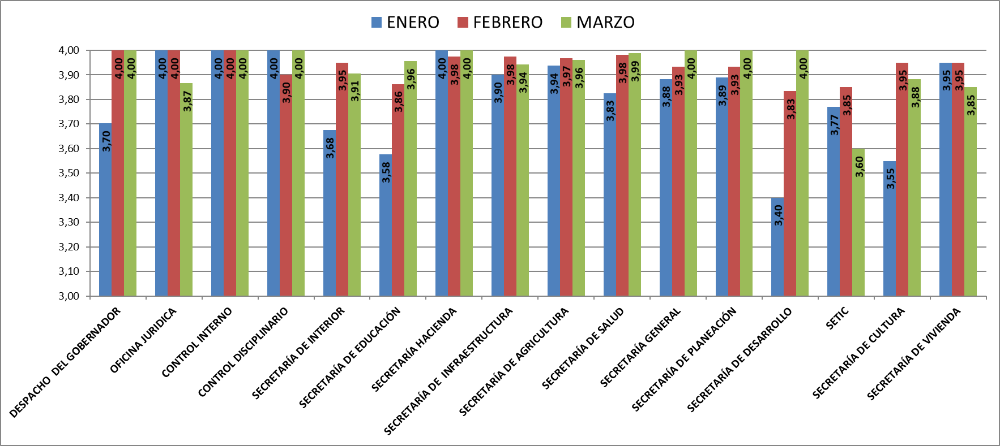 ENERO FEBRERO MARZO
4,00
3,90
3,80
3,70
3,60
3,50
3,40
3,30
3,20
3,10
3,00
3,70 4,00 4,00
4,00 4,00 3,87
4,00 4,00 4,00
4,00 3,90 4,00
3,68 3,95 3,91
3,58 3,86 3,96
4,00 3,98 4,00
3,90 3,98 3,94
3,94 3,97 3,96
3,83 3,98 3,99
3,88 3,93 4,00
3,89 3,93 4,00
3,40 3,83 4,00
3,77 3,85 3,60
3,55 3,95 3,88
3,95 3,95 3,85
DESPACHO DEL GOBERNADOR
OFICINA JURIDICA
CONTROL INTERNO
CONTROL DISCIPLINARIO
SECRETARÍA DE INTERIOR
SECRETARÍA DE EDUCACIÓN
SECRETARÍA HACIENDA
SECRETARÍA DE INFRAESTRUCTURA
SECRETARÍA DE AGRICULTURA
SECRETARÍA DE SALUD
SECRETARÍA GENERAL
SECRETARÍA DE PLANEACIÓN
SECRETARÍA DE DESARROLLO
SETIC
SECRETARÍA DE CULTURA
SECRETARÍA DE VIVIENDA